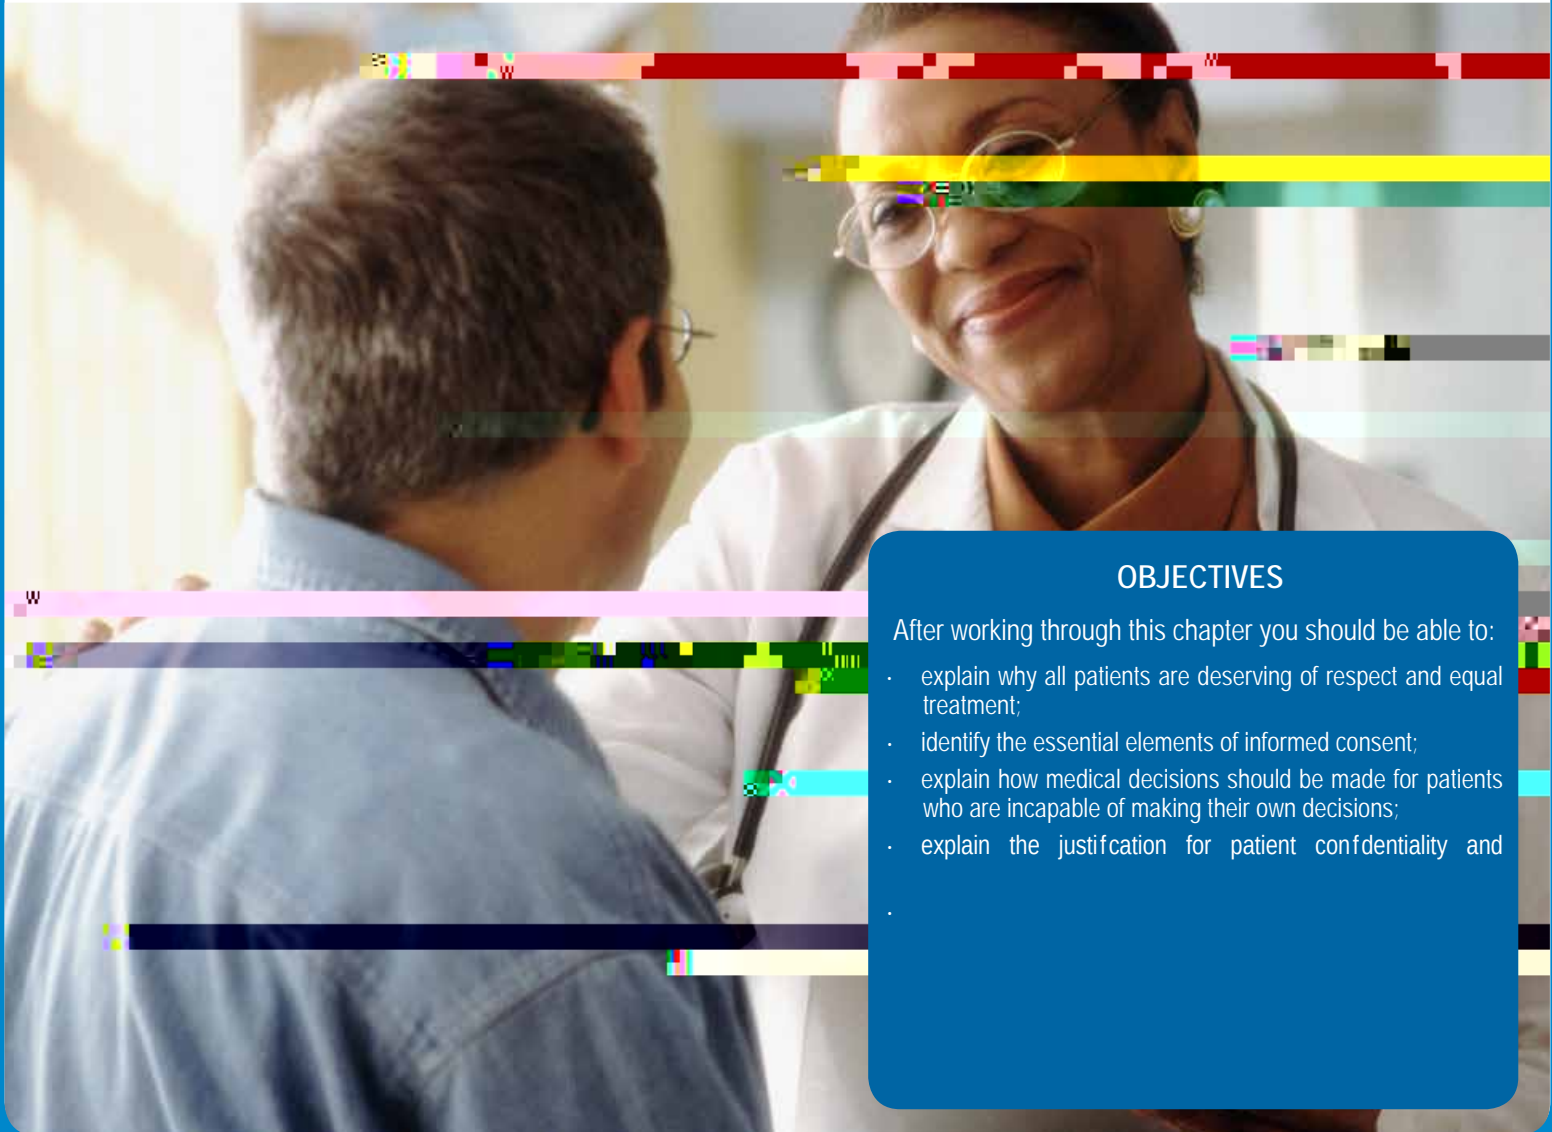 OBJECTIVES
After working through this chapter you should be able to:
· explain why all patients are deserving of respect and equal
treatment;
· identify the essential elements of informed consent;
· explain how medical decisions should be made for patients
who are incapable of making their own decisions;
· explain the justifcation for patient confdentiality and
·